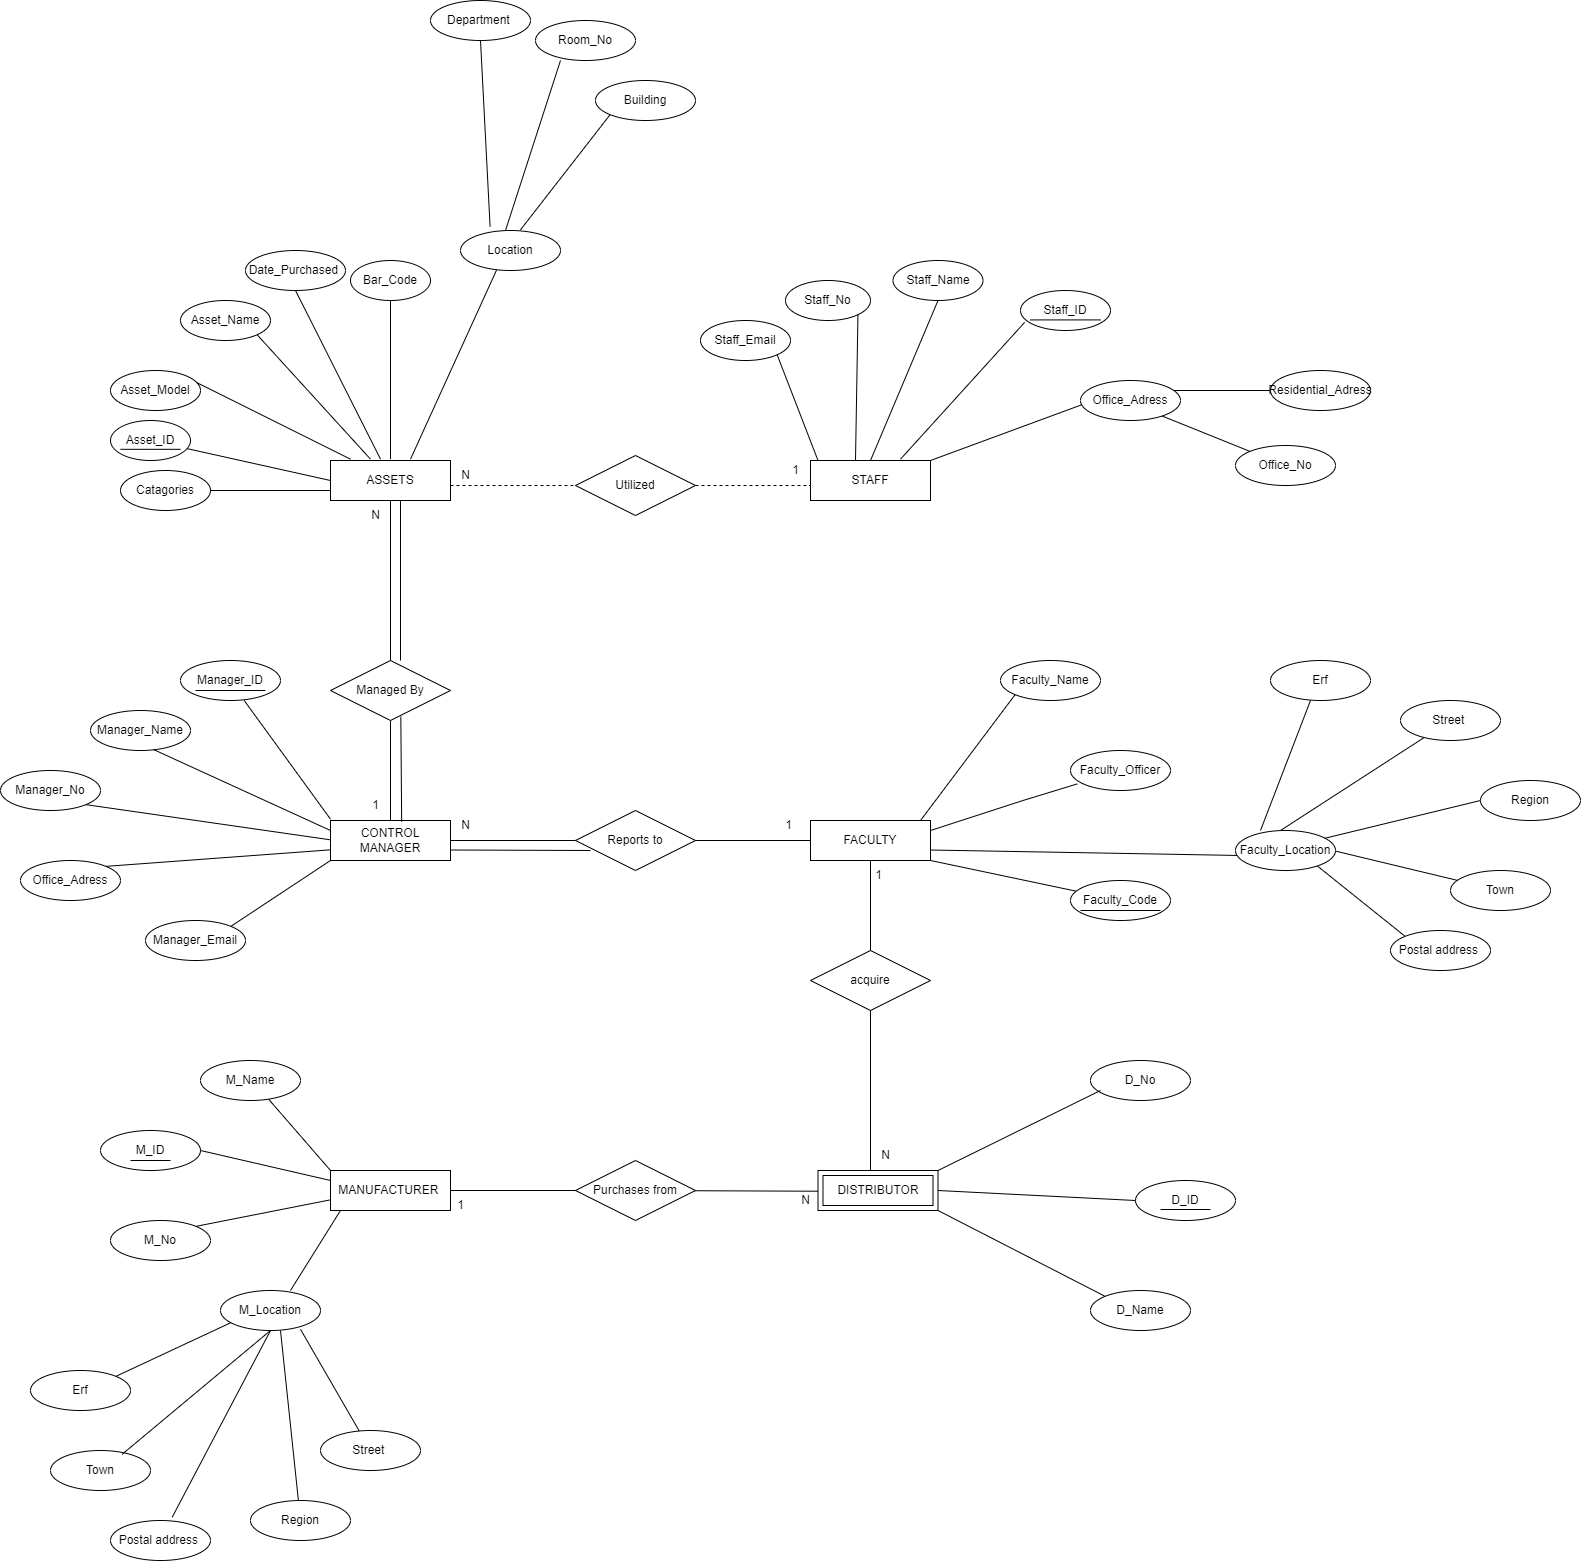 Department
Room_No
Building
Location
Date_Purchased
Bar_Code
Asset_Name
Asset_Model
Asset_ID
Catagories
ASSETS
N
N
Utilized
1
STAFF
Staff_Email
Staff_No
Staff_Name
Staff_ID
Office_Adress
Residential_Adress
Office_No
Managed By
1
Manager_ID
Manager_Name
Manager_No
Office_Adress
Manager_Email
CONTROL
MANAGER
N
Reports to
1
FACULTY
1
Faculty_Name
Faculty_Officer
Faculty_Code
Faculty_Location
Erf
Street
Region
Town
Postal address
acquire
N
M_Name
M_ID
M_No
MANUFACTURER
1
Purchases from
N
DISTRIBUTOR
D_No
D_ID
D_Name
M_Location
Erf
Town
Postal address
Region
Street